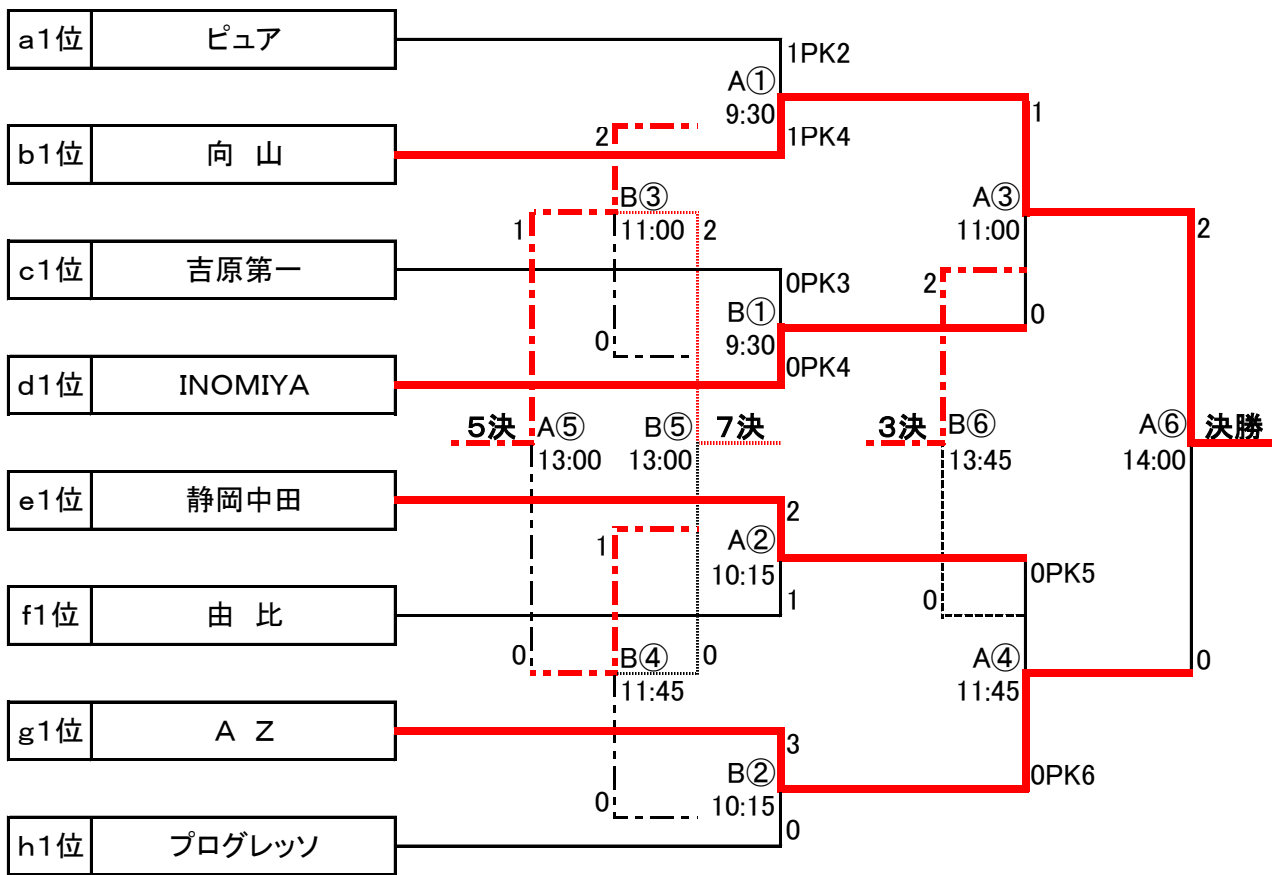 a1位 ピュア
1PK2
A①
9:30
1
2
b1位 向 山
1PK4
B③
A③
1
11:00
2
11:00
2
c1位 吉原第一
0PK3
2
B①
0
0
9:30
0PK4
d1位 INOMIYA
5決 A⑤
B⑤ 7決
3決 B⑥
A⑥ 決勝
13:00
13:00
13:45
14:00
e1位 静岡中田
2
1
A②
10:15
0PK5
f1位 由 比
1
0
0
B④
0
A④
0
11:45
11:45
g1位 A Z
3
B②
0PK6
0
10:15
0
h1位 プログレッソ